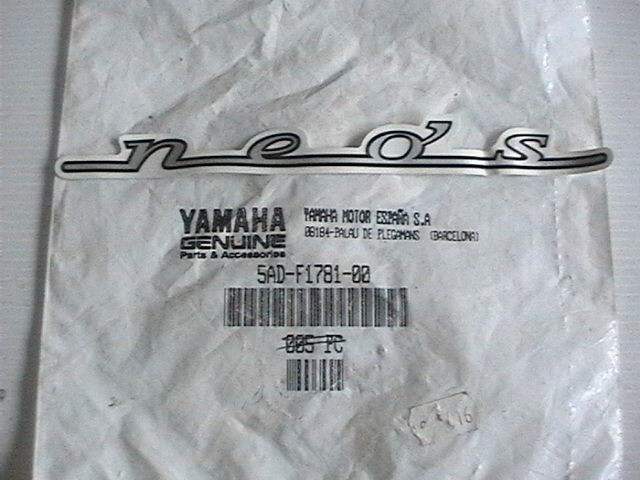 neo's
YAMAHA
GENUINE
Parts & Accessories
YAMAHA MOTOR ESPAÑA S.A
08184-PALAU DE PLEGAMANS (BARCELONA)
5AD-F1781-00
005 PC